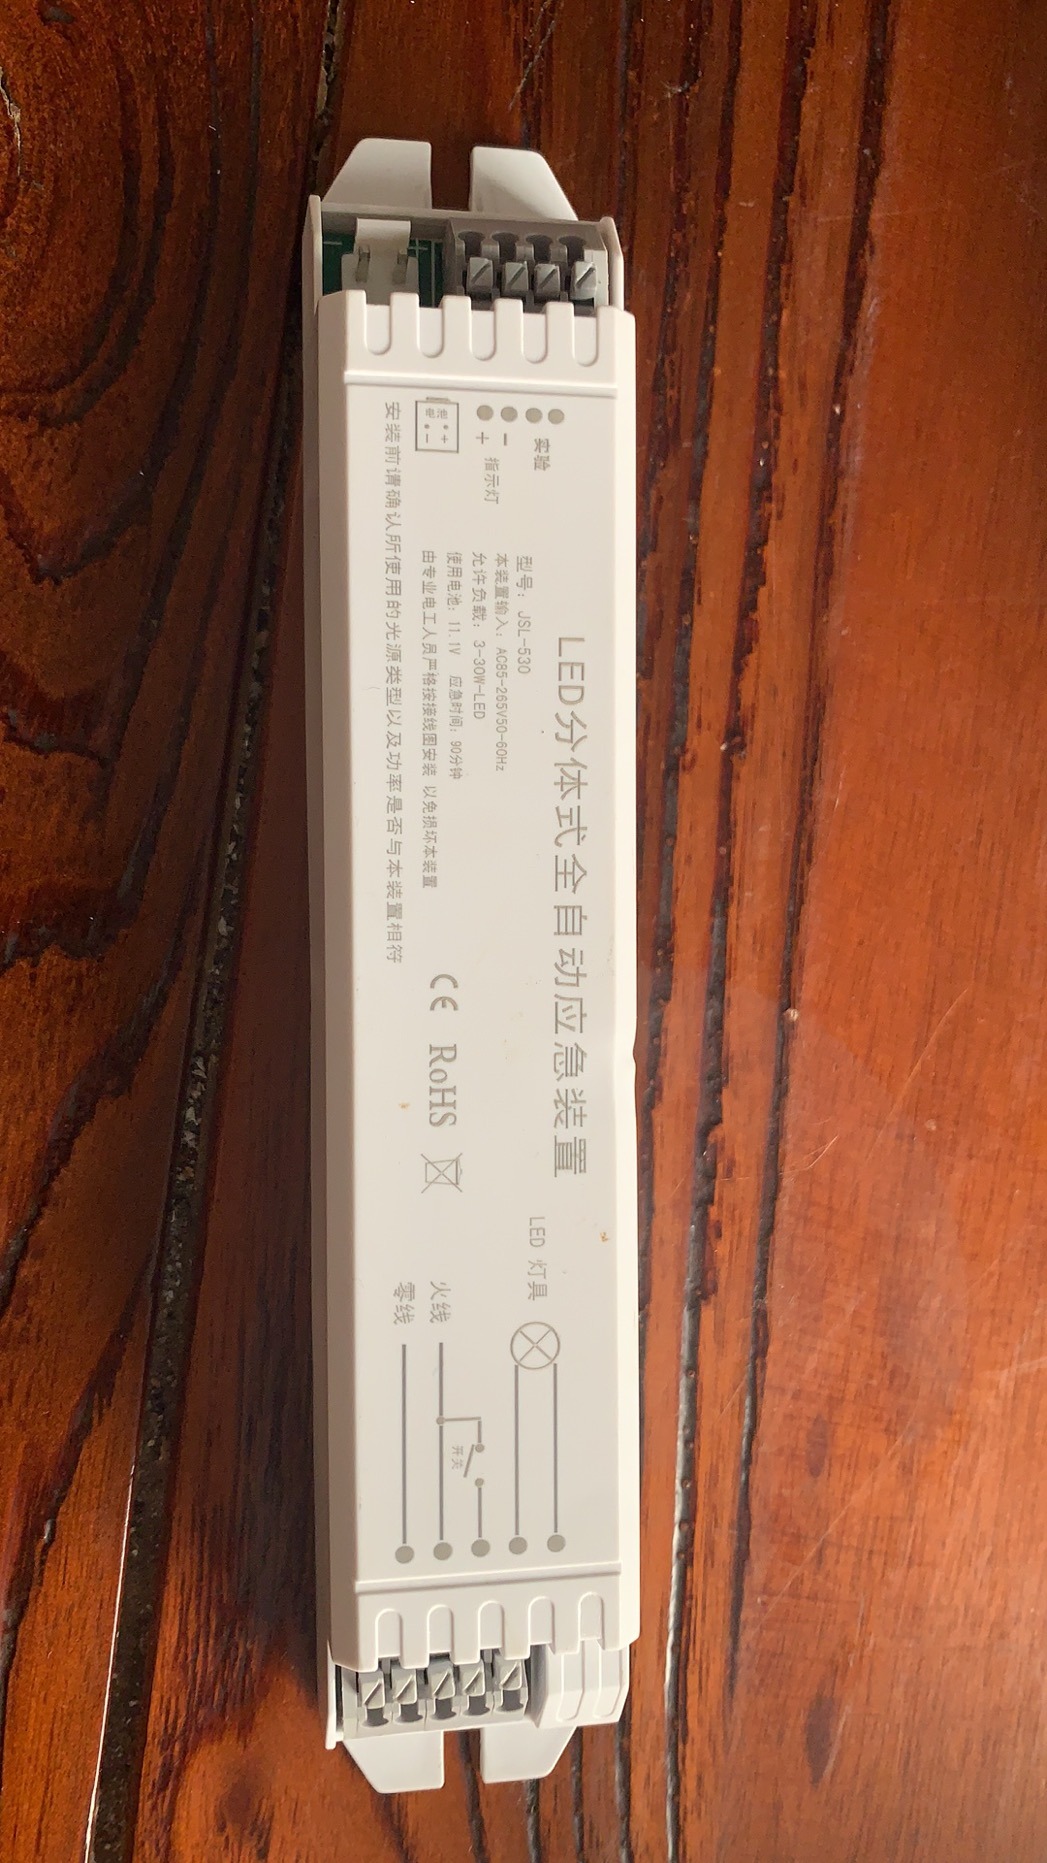 LED分体式全自动应急装置
实验
- +
指示灯
电池
- +
型号：JSL-530
本装置输入：AC85-265V50-60Hz
允许负载：3-30W-LED
使用电池：11.1V 应急时间：90分钟
由专业电工人员严格按接线图安装 以免损坏本装置
安装前请确认所使用的光源类型以及功率是否与本装置相符
CE RoHS
LED 灯具
开关
火线
零线